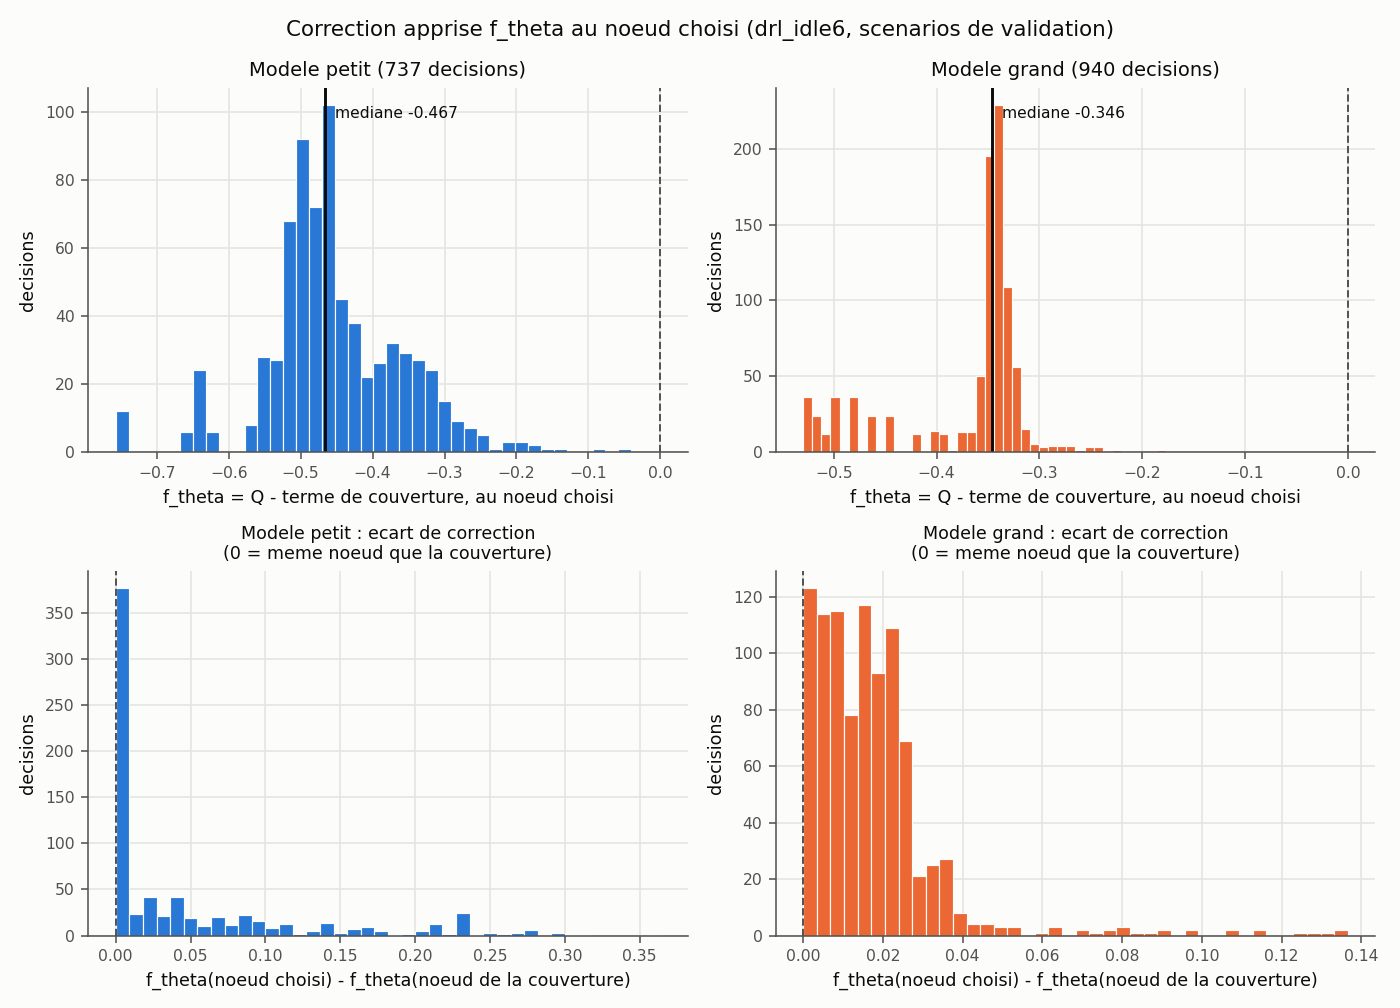 Correction apprise f_theta au noeud choisi (drl_idle6, scenarios de validation)
Modele petit (737 decisions)
mediane -0.467
decisions
100
80
60
40
20
0
−0.7 −0.6 −0.5 −0.4 −0.3 −0.2 −0.1 0.0
f_theta = Q - terme de couverture, au noeud choisi
Modele grand (940 decisions)
mediane -0.346
decisions
200
150
100
50
0
−0.5 −0.4 −0.3 −0.2 −0.1 0.0
f_theta = Q - terme de couverture, au noeud choisi
Modele petit : ecart de correction
(0 = meme noeud que la couverture)
decisions
350
300
250
200
150
100
50
0
0.00 0.05 0.10 0.15 0.20 0.25 0.30 0.35
f_theta(noeud choisi) - f_theta(noeud de la couverture)
Modele grand : ecart de correction
(0 = meme noeud que la couverture)
decisions
120
100
80
60
40
20
0
0.00 0.02 0.04 0.06 0.08 0.10 0.12 0.14
f_theta(noeud choisi) - f_theta(noeud de la couverture)